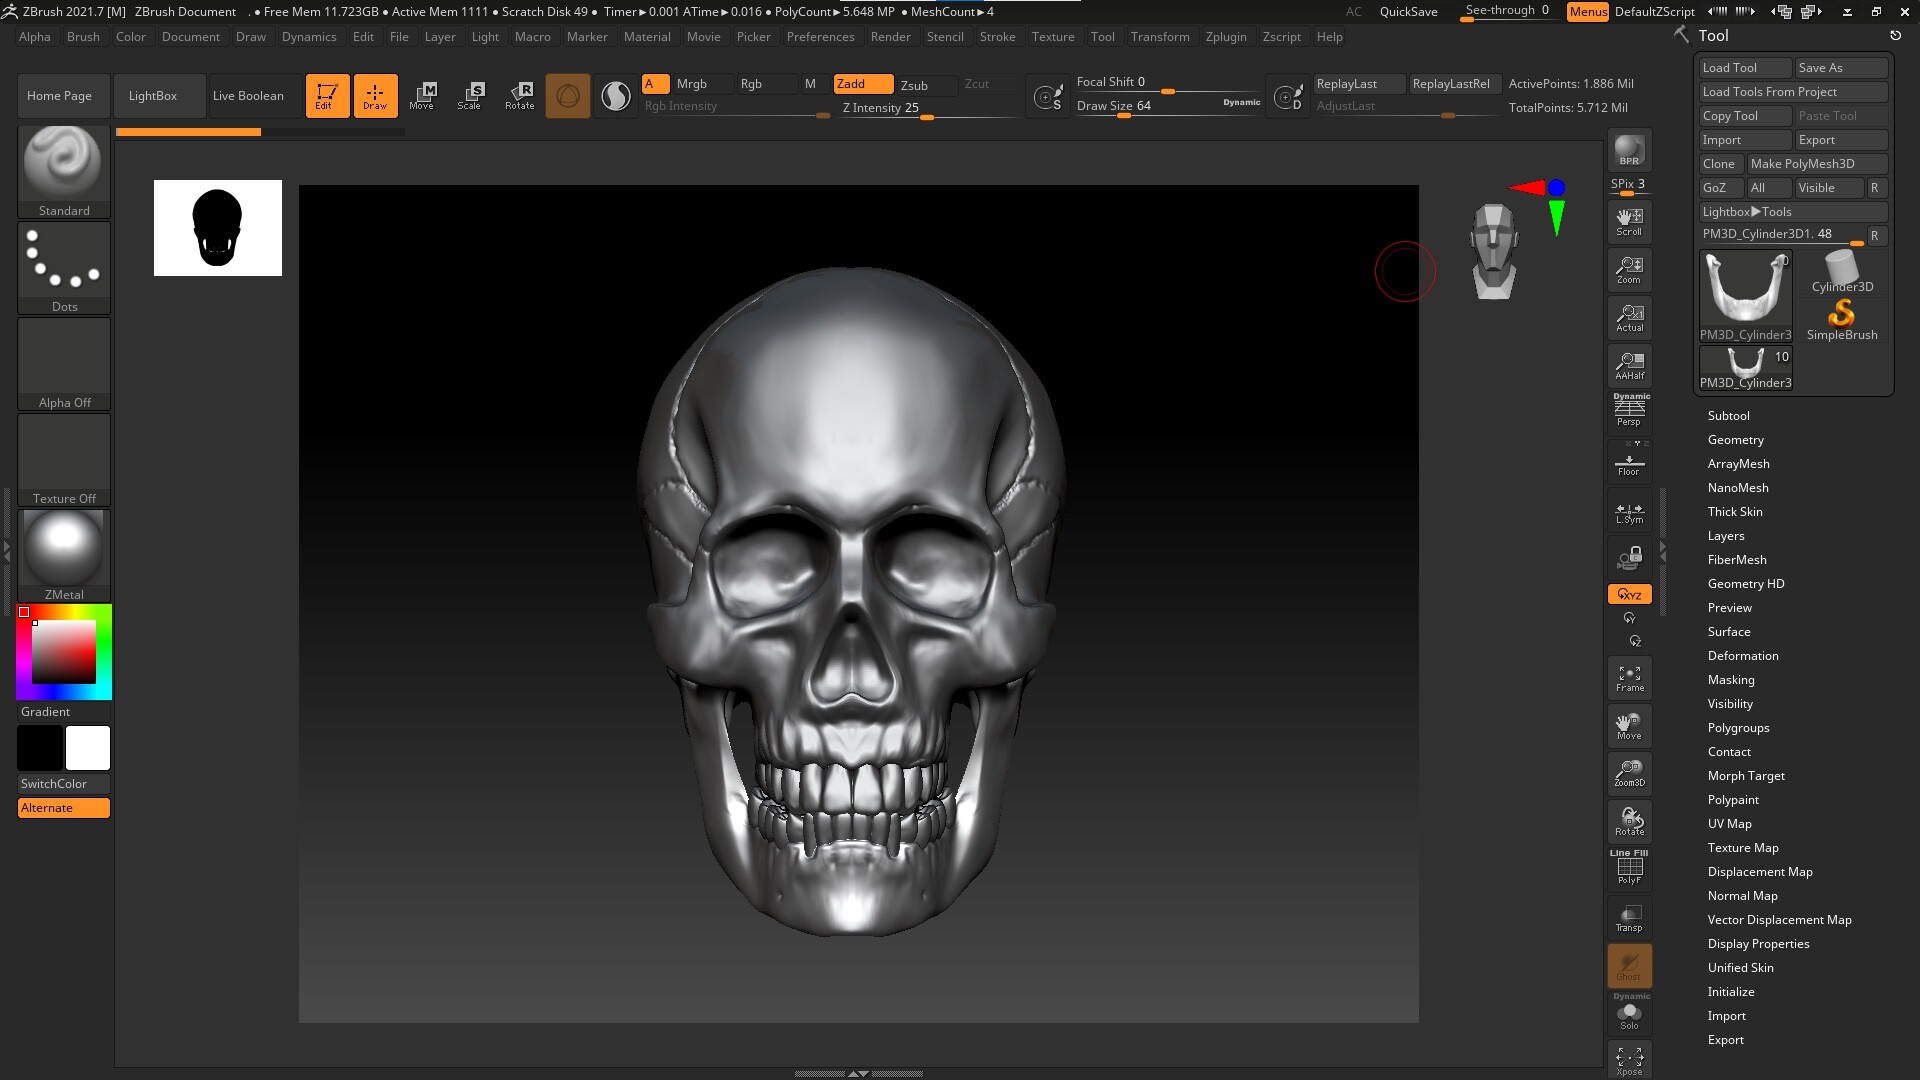 ZBrush 2021.7 [M] ZBrush Document . • Free Mem 11.723GB • Active Mem 1111 • Scratch Disk 49 • Timer►0.001 ATime►0.016 • PolyCount►5.648 MP • MeshCount►4 AC QuickSave See-through 0 Menus DefaultZScript
Alpha Brush Color Document Draw Dynamics Edit File Layer Light Macro Marker Material Movie Picker Preferences Render Stencil Stroke Texture Tool Transform Zplugin Zscript Help
Home Page LightBox Live Boolean Edit Draw Move Scale Rotate
M S R
A Mrgb Rgb M Zadd Zsub Zcut
Rgb Intensity Z Intensity 25
Focal Shift 0
Draw Size 64 Dynamic
S D
ReplayLast ReplayLastRel
AdjustLast
ActivePoints: 1.886 Mil
TotalPoints: 5.712 Mil
Standard
Dots
Alpha Off
Texture Off
ZMetal
Gradient
SwitchColor
Alternate
BPR
SPix 3
Scroll
Zoom
Actual
AAHalf
Dynamic
Persp
Floor
L.Sym
XYZ
Y
Z
Frame
Move
Zoom3D
Rotate
Line Fill
PolyF
Transp
Ghost
Dynamic
Solo
Xpose
Tool
Load Tool Save As
Load Tools From Project
Copy Tool Paste Tool
Import Export
Clone Make PolyMesh3D
GoZ All Visible R
Lightbox►Tools
PM3D_Cylinder3D1. 48 R
PM3D_Cylinder3
Cylinder3D
SimpleBrush
10
PM3D_Cylinder3
Subtool
Geometry
ArrayMesh
NanoMesh
Thick Skin
Layers
FiberMesh
Geometry HD
Preview
Surface
Deformation
Masking
Visibility
Polygroups
Contact
Morph Target
Polypaint
UV Map
Texture Map
Displacement Map
Normal Map
Vector Displacement Map
Display Properties
Unified Skin
Initialize
Import
Export